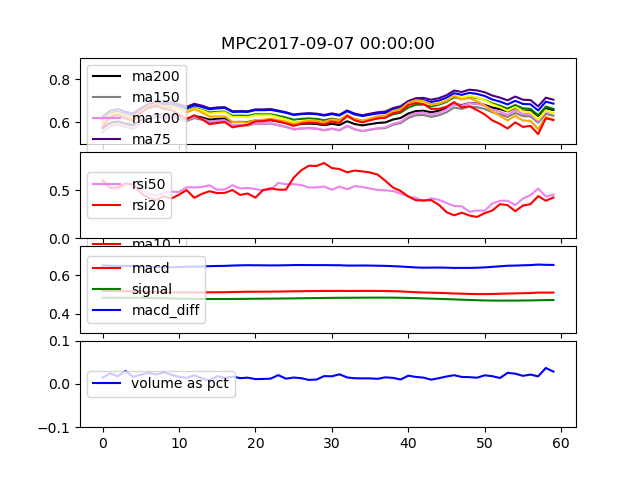 MPC2017-09-07 00:00:00
0.8
0.6
ma200
ma150
ma100
ma75
0.5
0.0
rsi50
rsi20
ma10
0.6
0.4
macd
signal
macd_diff
0.1
0.0
−0.1
volume as pct
0 10 20 30 40 50 60